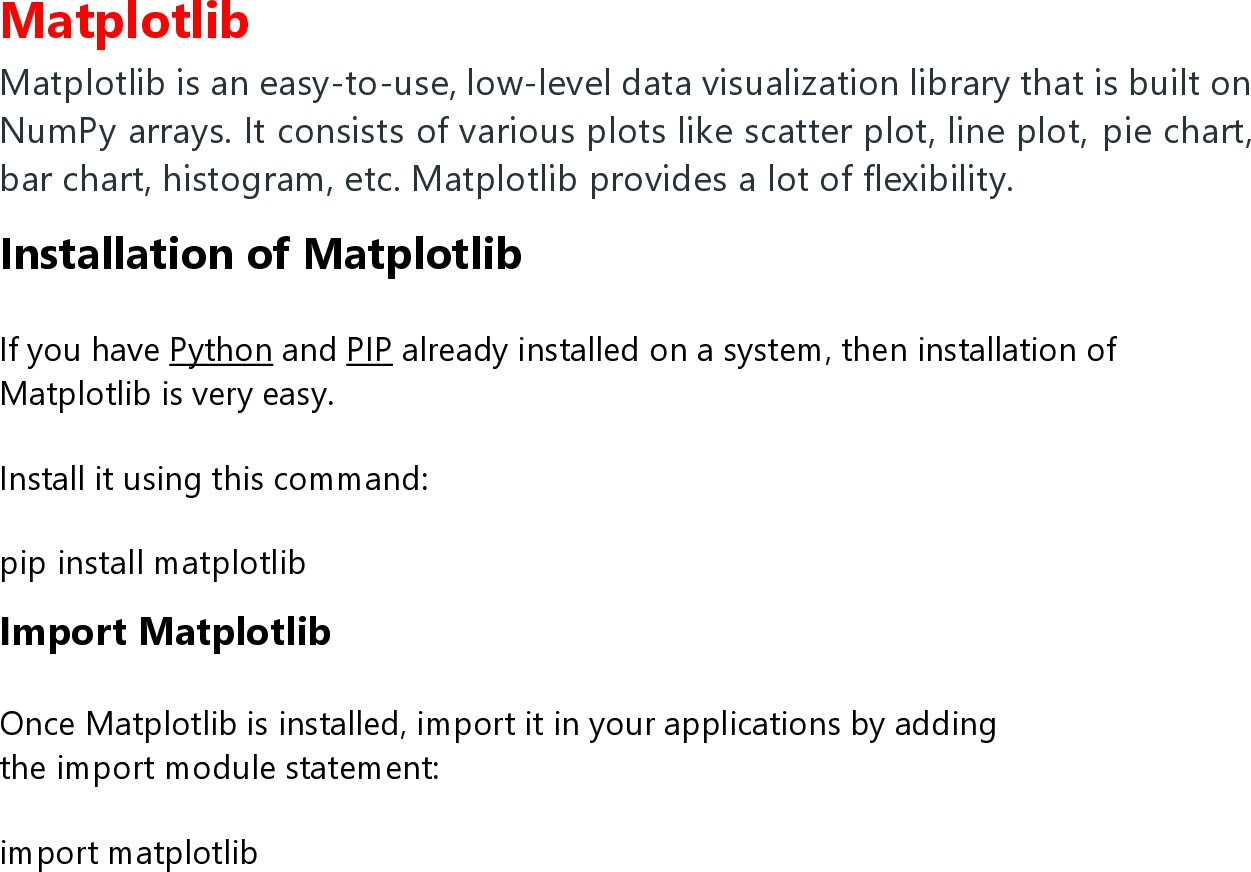 Matplotlib
Matplotlib is an easy-to-use, low-level data visualization library that is built on
NumPy arrays. It consists of various plots like scatter plot, line plot, pie chart,
bar chart, histogram, etc. Matplotlib provides a lot of flexibility.
Installation of Matplotlib
If you have Python and PIP already installed on a system, then installation of
Matplotlib is very easy.
Install it using this command:
pip install matplotlib
Import Matplotlib
Once Matplotlib is installed, import it in your applications by adding
the import module statement:
import matplotlib